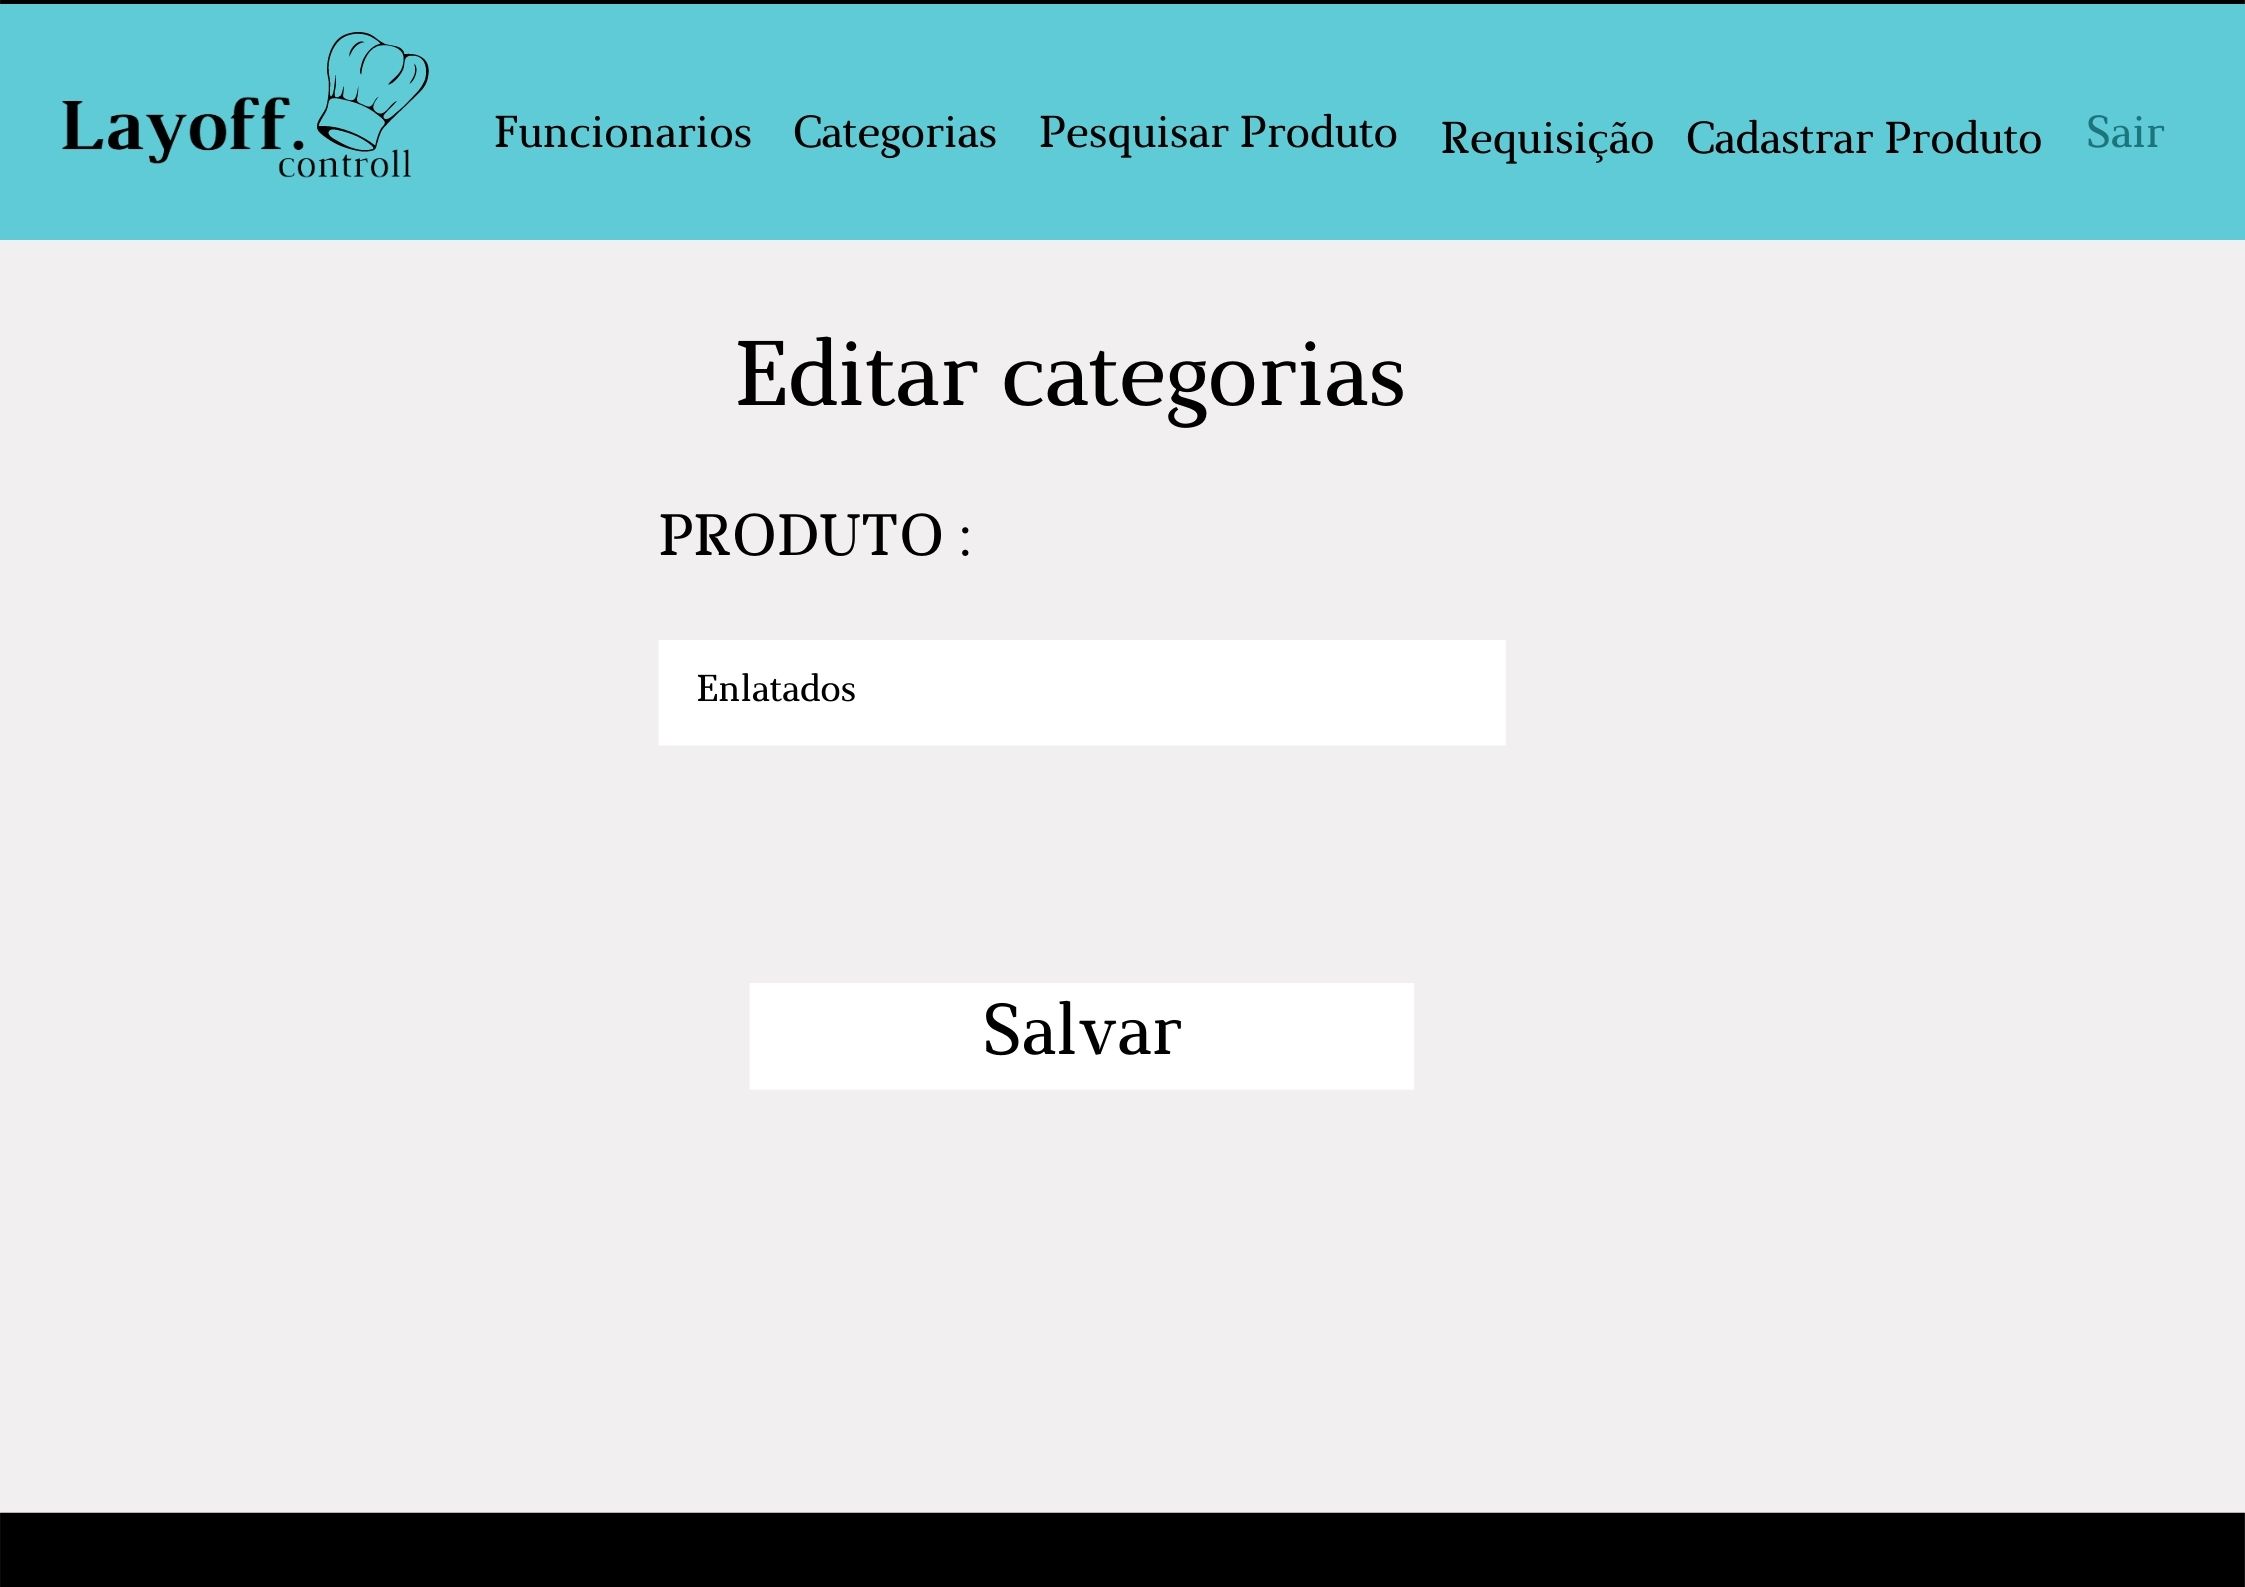 Layoff.
controll
Funcionarios Categorias Pesquisar Produto Requisição Cadastrar Produto Sair
Editar categorias
PRODUTO :
Enlatados
Salvar